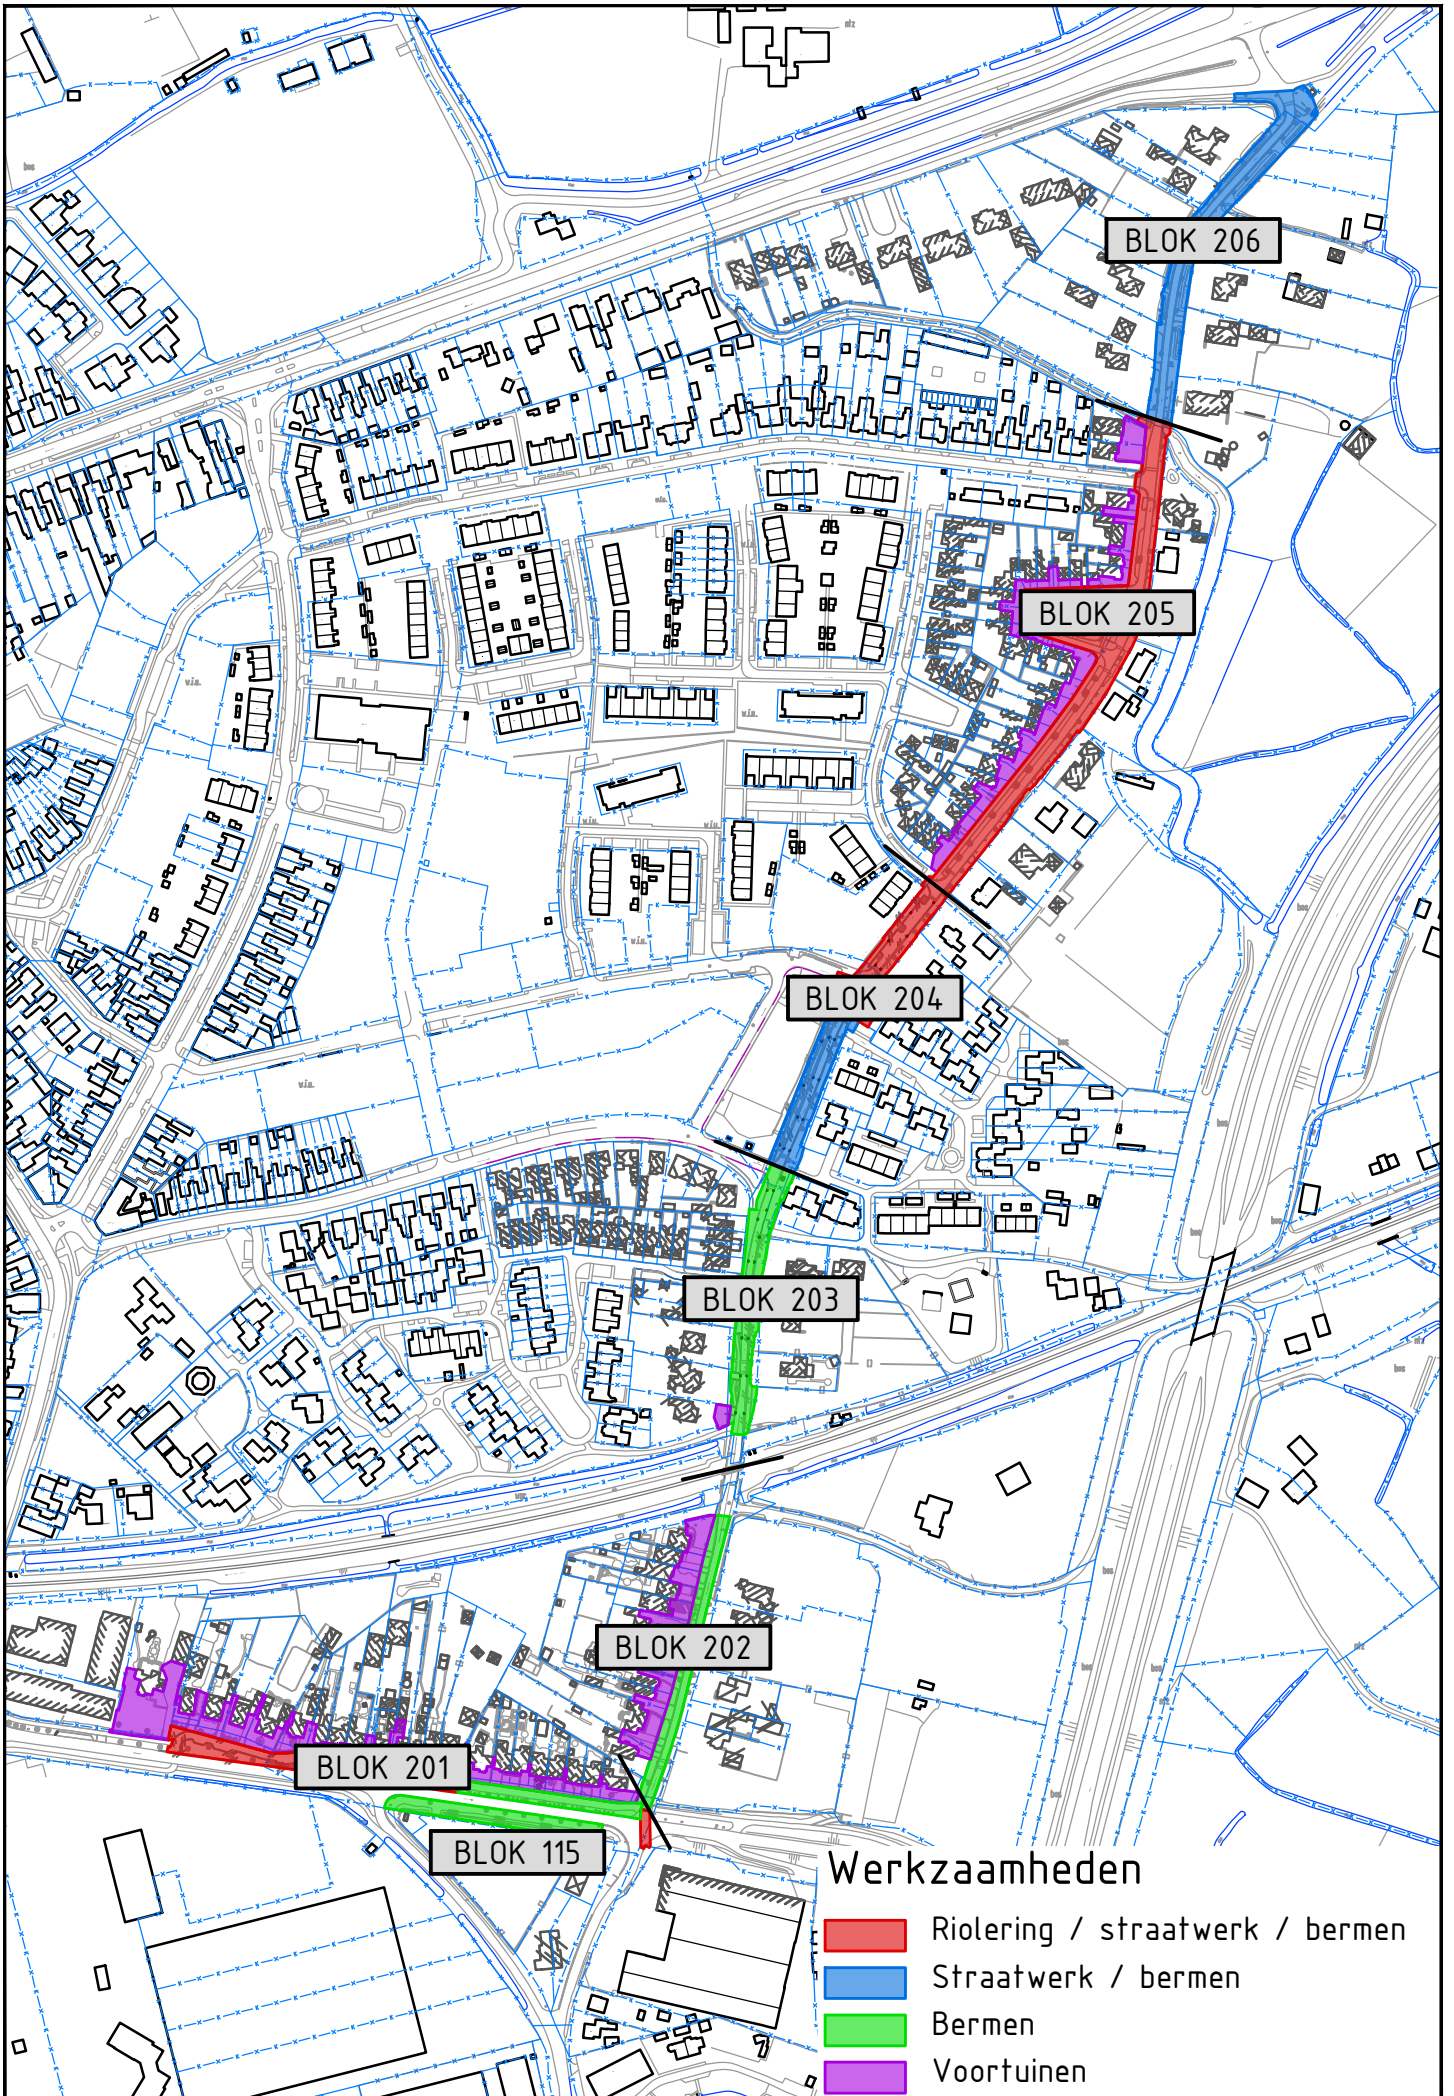 BLOK 206
BLOK 205
BLOK 204
BLOK 203
BLOK 202
BLOK 201
BLOK 115
Werkzaamheden
Riolering / straatwerk / bermen
Straatwerk / bermen
Bermen
Voortuinen